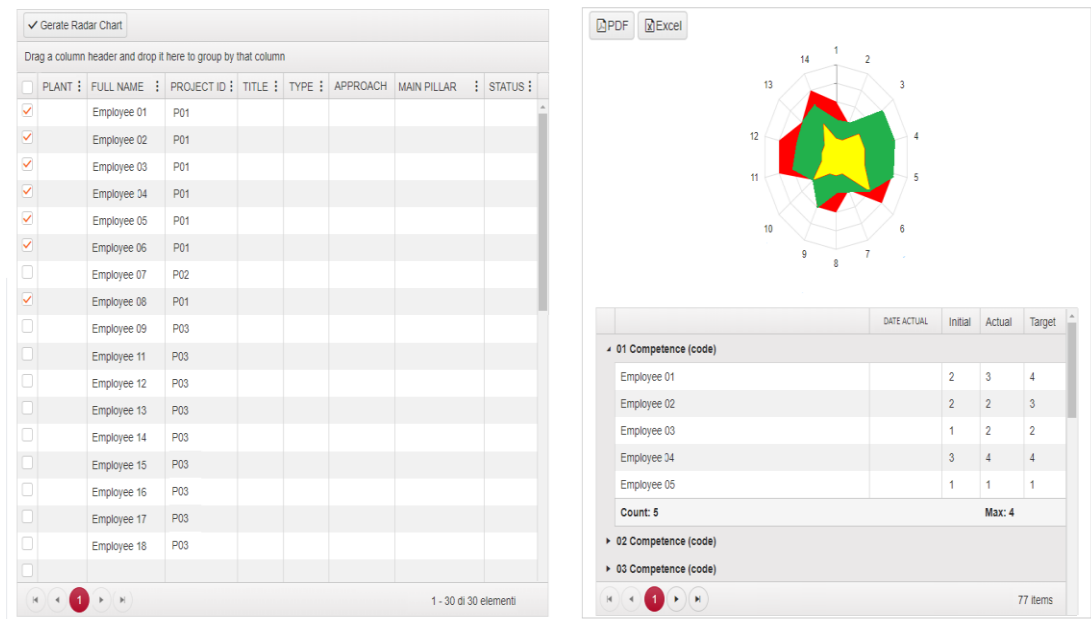 Gerate Radar Chart
Drag a column header and drop it here to group by that column
PLANT FULL NAME PROJECT ID TITLE TYPE APPROACH MAIN PILLAR STATUS
Employee 01 P01
Employee 02 P01
Employee 03 P01
Employee 04 P01
Employee 05 P01
Employee 06 P01
Employee 07 P02
Employee 08 P01
Employee 09 P03
Employee 11 P03
Employee 12 P03
Employee 13 P03
Employee 14 P03
Employee 15 P03
Employee 16 P03
Employee 17 P03
Employee 18 P03
1
1 - 30 di 30 elementi
PDF Excel
1
2
3
4
5
6
7
8
9
10
11
12
13
14
DATE ACTUAL Initial Actual Target
01 Competence (code)
Employee 01 2 3 4
Employee 02 2 2 3
Employee 03 1 2 2
Employee 04 3 4 4
Employee 05 1 1 1
Count: 5 Max: 4
02 Competence (code)
03 Competence (code)
1
77 items